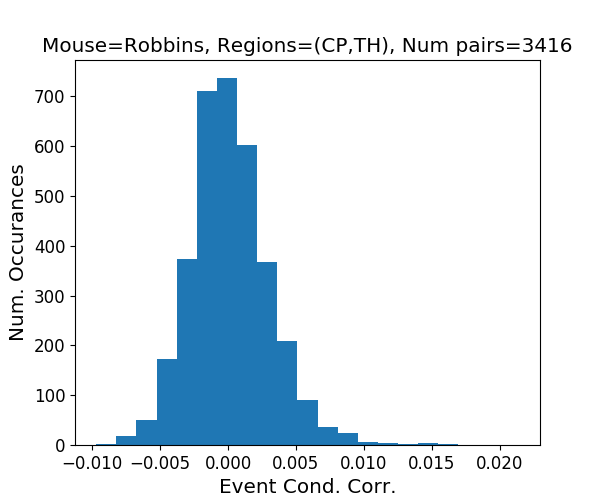 Mouse=Robbins, Regions=(CP,TH), Num pairs=3416
Num. Occurances
700
600
500
400
300
200
100
0
−0.010 −0.005 0.000 0.005 0.010 0.015 0.020
Event Cond. Corr.